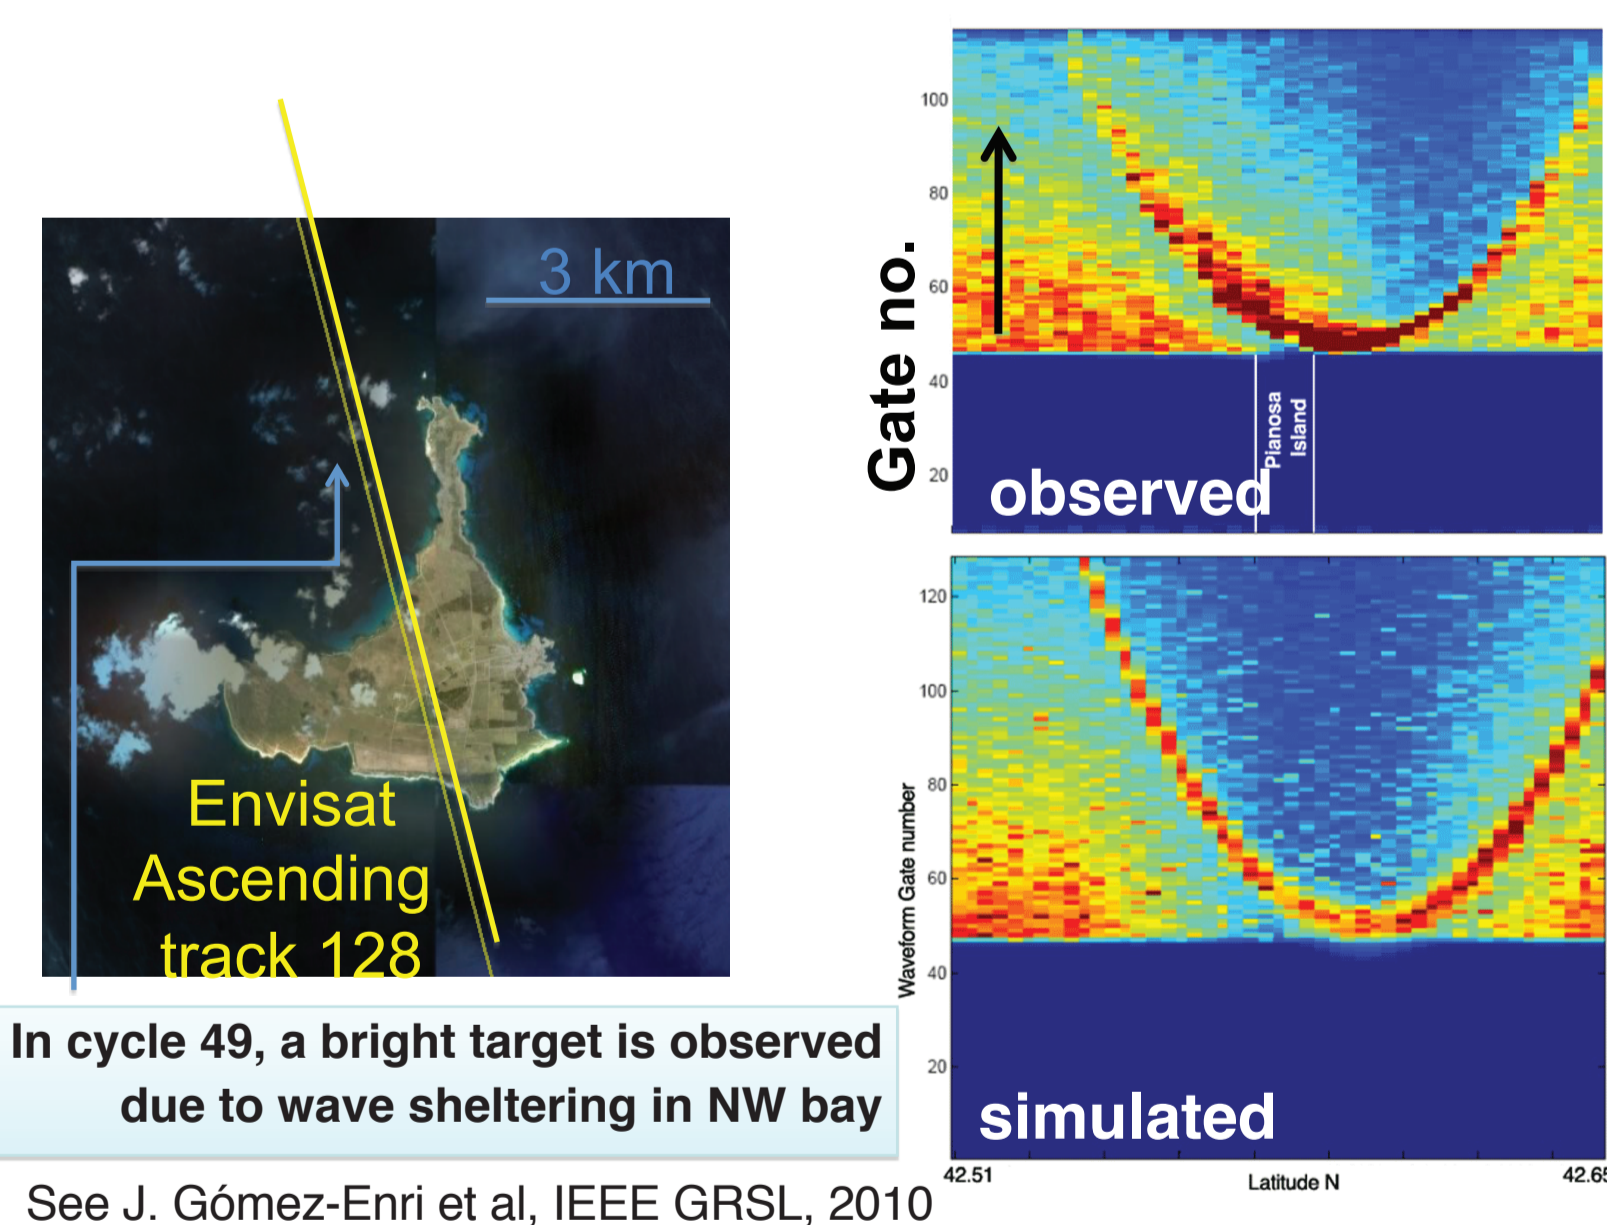 3 km
Envisat
Ascending
track 128
In cycle 49, a bright target is observed
due to wave sheltering in NW bay
See J. Gómez-Enri et al, IEEE GRSL, 2010
Gate no.
100
80
60
40
20
Pianosa
Island
observed
Waveform Gate number
120
100
80
60
40
20
simulated
42.51
Latitude N
42.65